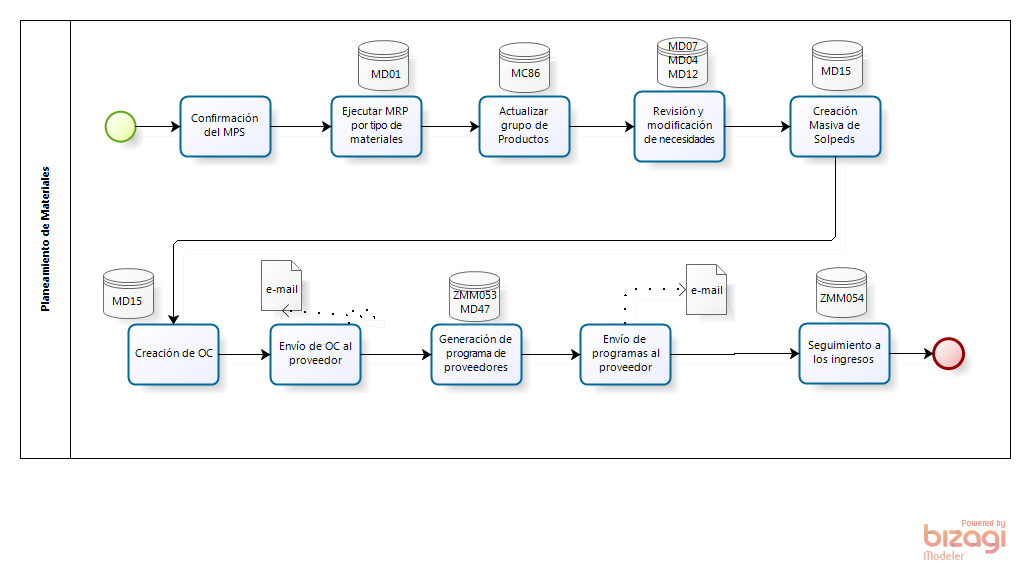 Planeamiento de Materiales
MD01
MC86
MD07
MD04
MD12
MD15
Confirmación
del MPS
Ejecutar MRP
por tipo de
materiales
Actualizar
grupo de
Productos
Revisión y
modificación
de necesidades
Creación
Masiva de
Solpeds
MD15
e-mail
ZMM053
MD47
e-mail
ZMM054
Creación de OC
Envío de OC al
proveedor
Generación de
programa de
proveedores
Envío de
programas al
proveedor
Seguimiento a
los ingresos
Powered by
bizagi
Modeler